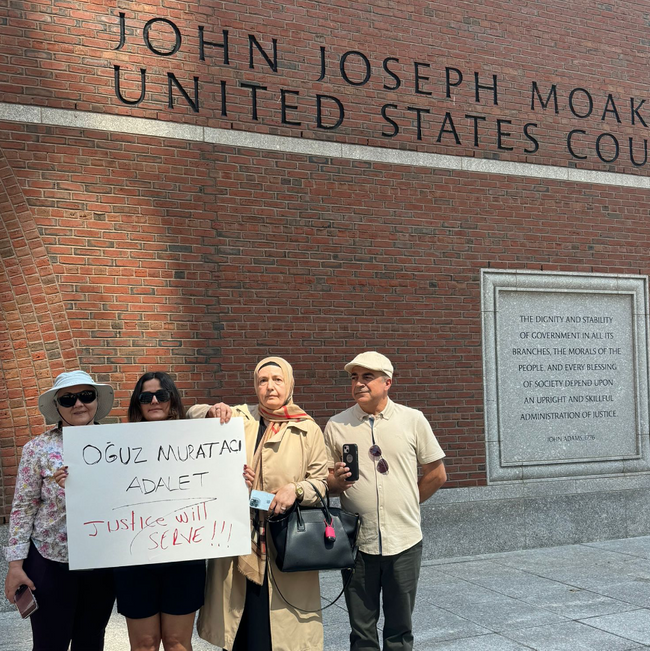 JOHN JOSEPH MOAK
UNITED STATES COU
THE DIGNITY AND STABILITY
OF GOVERNMENT IN ALL ITS
BRANCHES, THE MORALS OF THE
PEOPLE, AND EVERY BLESSING
OF SOCIETY DEPEND UPON
AN UPRIGHT AND SKILLFUL
ADMINISTRATION OF JUSTICE.
JOHN ADAMS, 1776
OĞUZ MURAT ACI
ADALET
Justice will
SERVE!!!